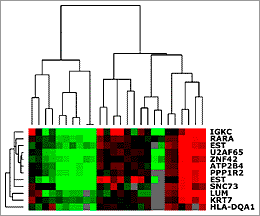 IGKC
RARA
EST
U2AF65
ZNF42
ATP2B4
PPP1R2
EST
SNC73
LUM
KRT7
HLA-DQA1